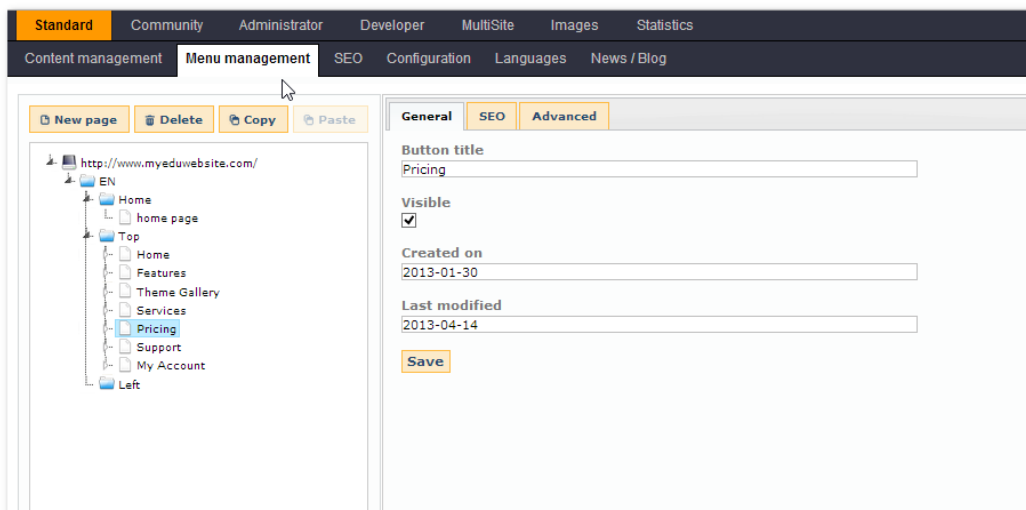 Standard Community Administrator Developer MultiSite Images Statistics
Content management Menu management SEO Configuration Languages News / Blog
New page Delete Copy Paste
General SEO Advanced
http://www.myeduwebsite.com/
EN
Home
home page
Top
Home
Features
Theme Gallery
Services
Pricing
Support
My Account
Left
Button title
Pricing
Visible
Created on
2013-01-30
Last modified
2013-04-14
Save